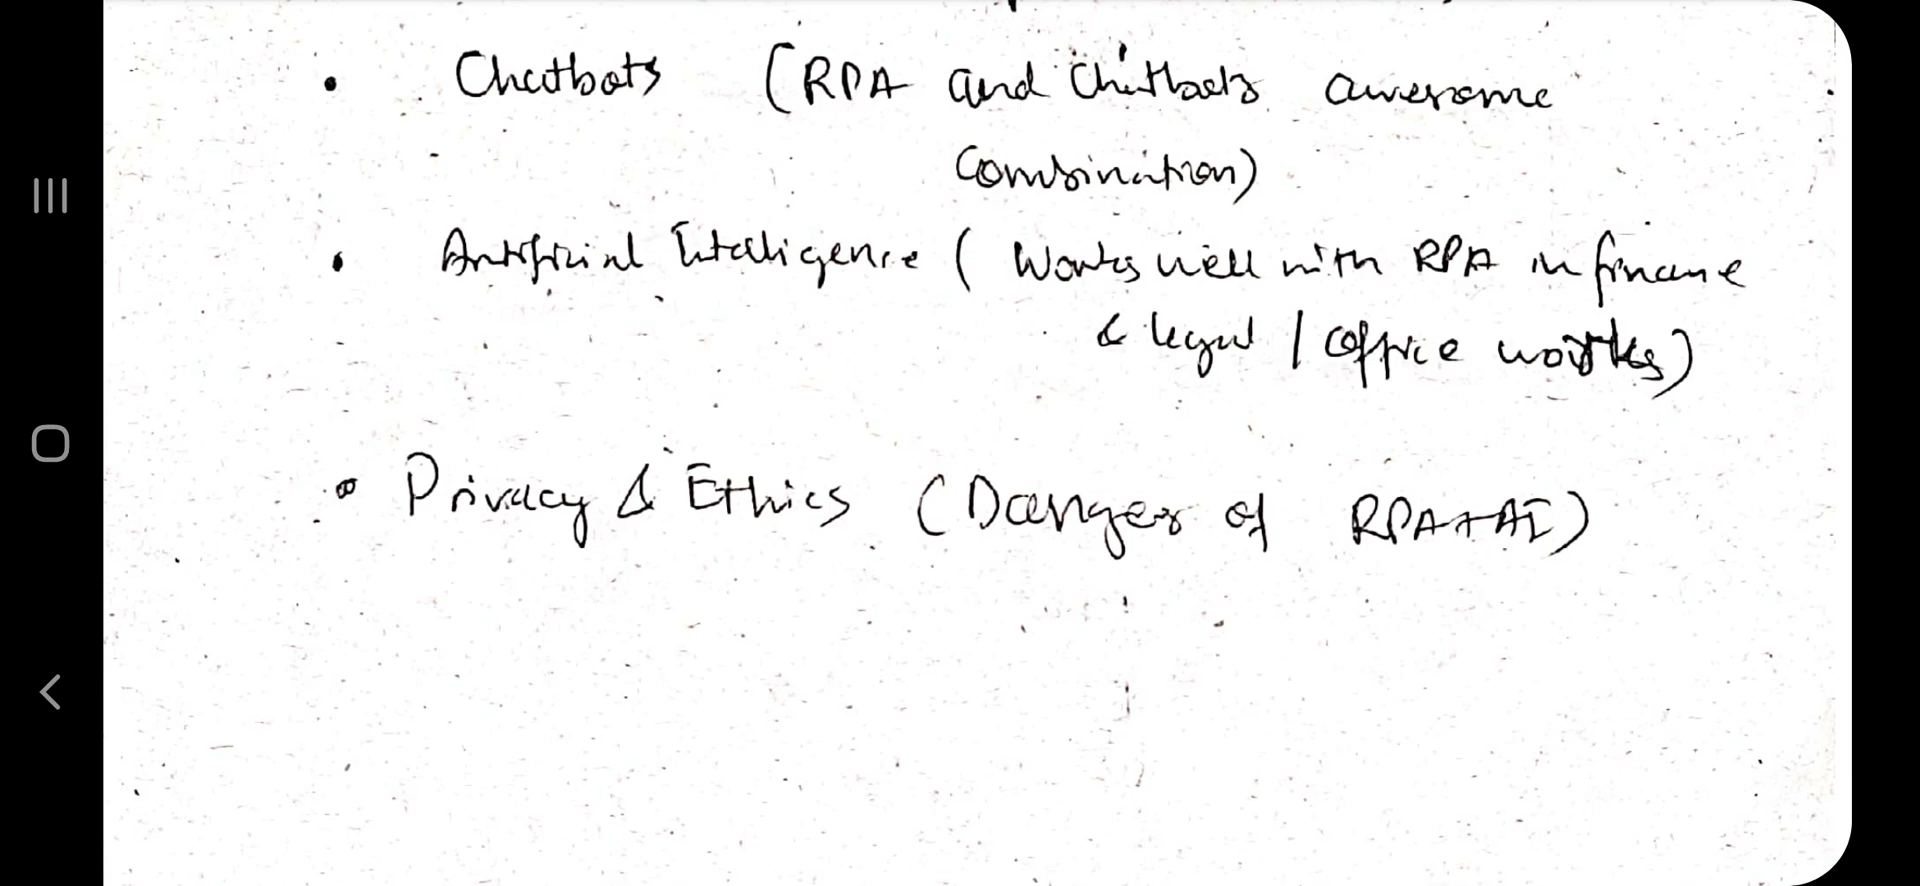 • Chatbots (RPA and Chatbots awesome
Combination)
• Artificial Intelligence ( Works well with RPA in finance
& legal / office works)
• Privacy & Ethics (Danger of RPA+AI)